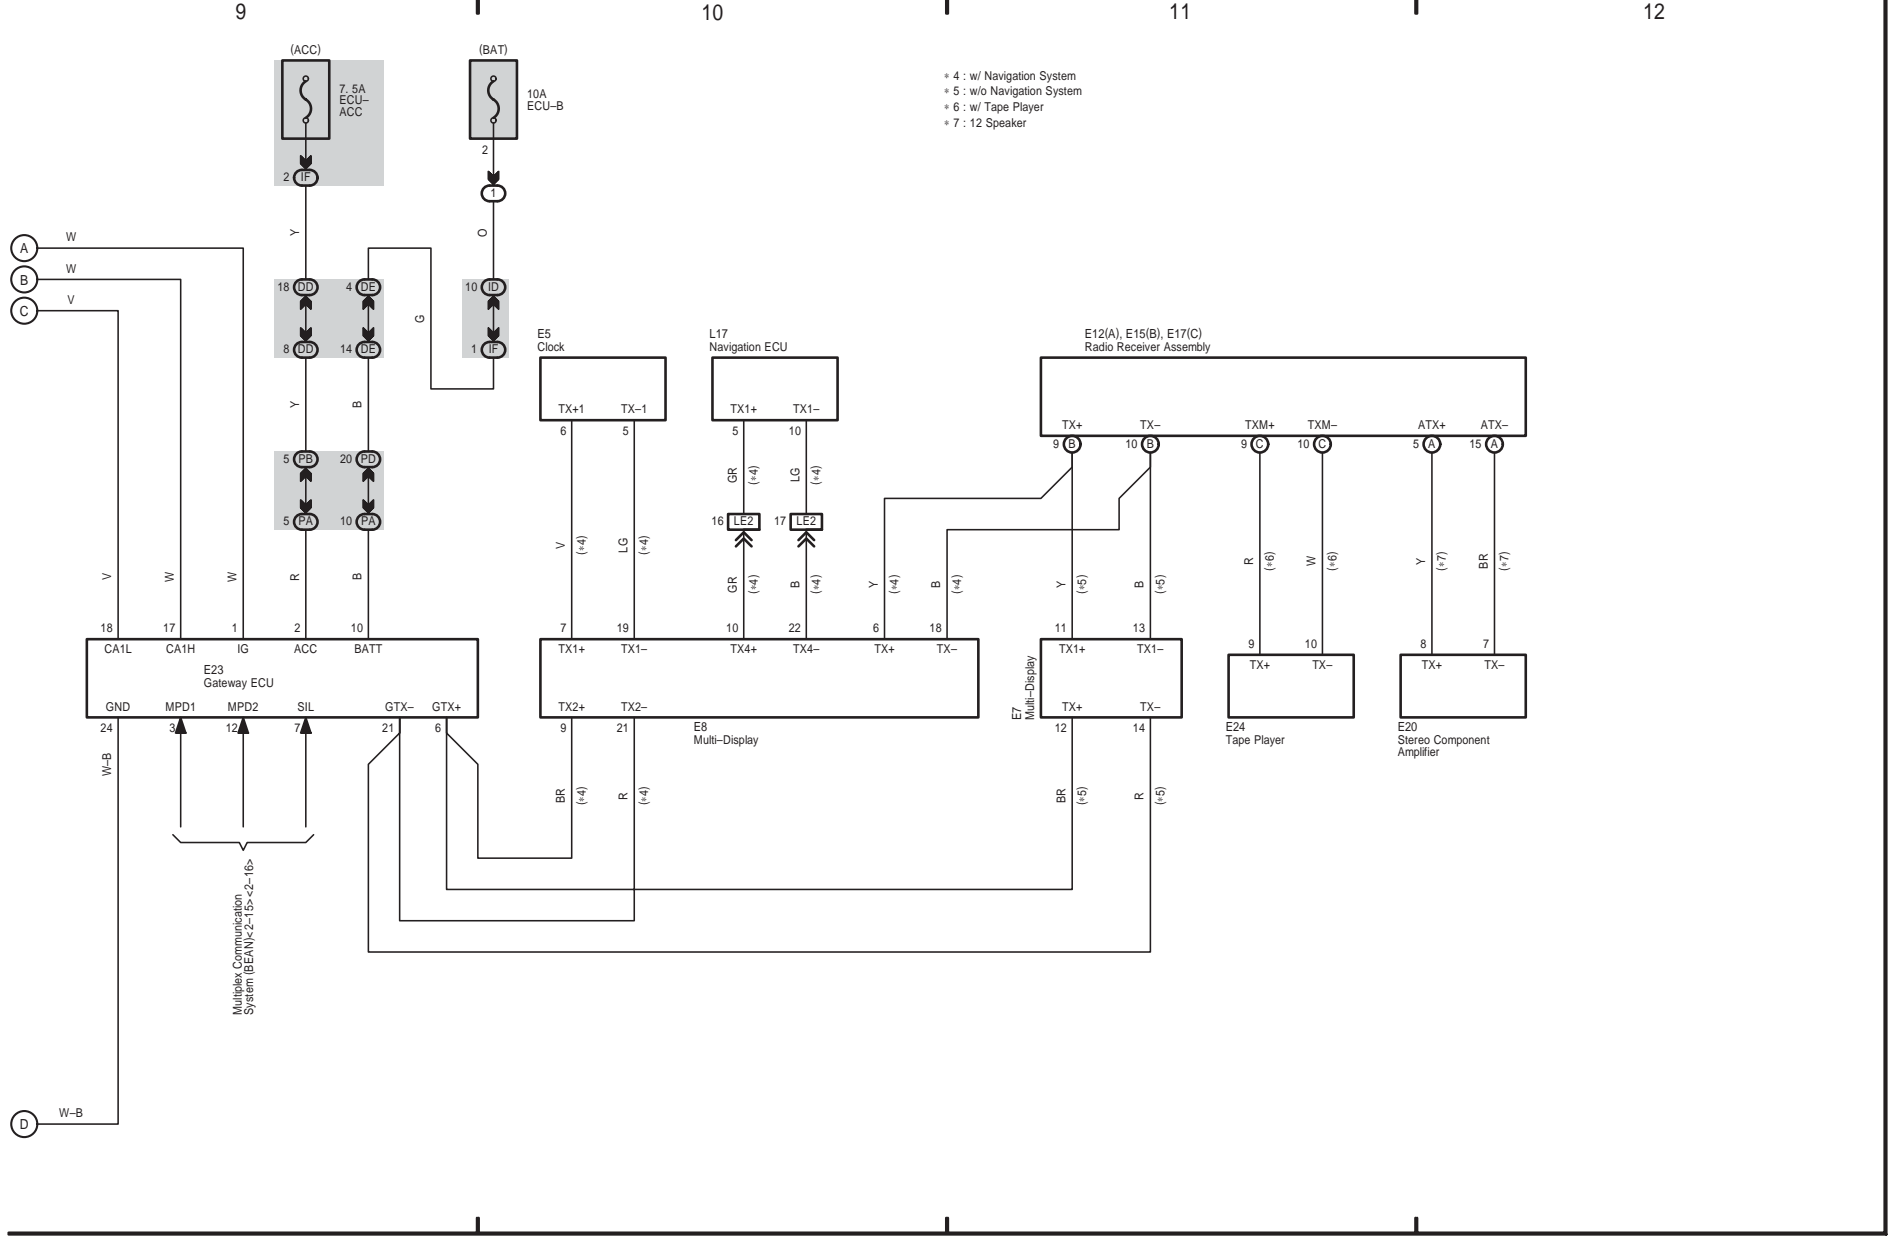 9
10
11
12
(ACC)
(BAT)
7. 5A
ECU–
ACC
10A
ECU–B
∗ 4 : w/ Navigation System
∗ 5 : w/o Navigation System
∗ 6 : w/ Tape Player
∗ 7 : 12 Speaker
2
2 IF
1
Y
O
A W
B W
C V
18 DD
4 DE
10 ID
G
8 DD
14 DE
1 IF
E5
Clock
L17
Navigation ECU
E12(A), E15(B), E17(C)
Radio Receiver Assembly
Y
B
TX+1
TX–1
TX1+
TX1–
TX+
TX–
TXM+
TXM–
ATX+
ATX–
6
5
5
10
9 B
10 B
9 C
10 C
5 A
15 A
5 PB
20 PD
GR
(∗4)
LG
(∗4)
5 PA
10 PA
16 LE2
17 LE2
V
(∗4)
LG
(∗4)
R
(∗6)
W
(∗6)
Y
(∗7)
BR
(∗7)
V
W
W
R
B
GR
(∗4)
B
(∗4)
Y
(∗4)
B
(∗4)
Y
(∗5)
B
(∗5)
18
17
1
2
10
7
19
10
22
6
18
11
13
9
10
8
7
CA1L
CA1H
IG
ACC
BATT
TX1+
TX1–
TX4+
TX4–
TX+
TX–
TX1+
TX1–
TX+
TX–
TX+
TX–
E23
Gateway ECU
E7
Multi–Display
GND
MPD1
MPD2
SIL
GTX–
GTX+
TX2+
TX2–
TX+
TX–
24
3
12
7
21
6
9
21
12
14
E8
Multi–Display
E24
Tape Player
E20
Stereo Component
Amplifier
W–B
BR
(∗4)
R
(∗4)
BR
(∗5)
R
(∗5)
Multiplex Communication
System (BEAN)<2–15><2–16>
D W–B